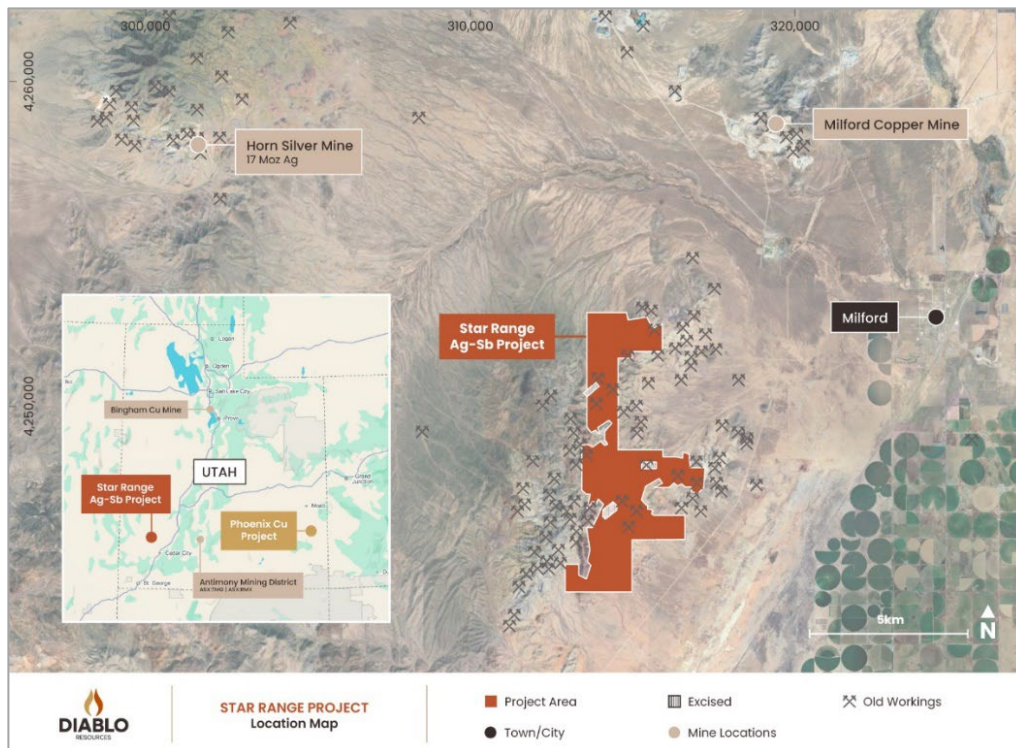 300,000
310,000
320,000
4,260,000
4,250,000
Horn Silver Mine
17 Moz Ag
Milford Copper Mine
Star Range
Ag-Sb Project
Milford
Logan
Ogden
Salt Lake City
Bingham Cu Mine
Provo
UTAH
Star Range
Ag-Sb Project
Grand
Junction
Moab
Phoenix Cu
Project
Cedar City
Antimony Mining District
St. George
5km
N
DIABLO
RESOURCES
STAR RANGE PROJECT
Location Map
Project Area
Excised
Old Workings
Town/City
Mine Locations